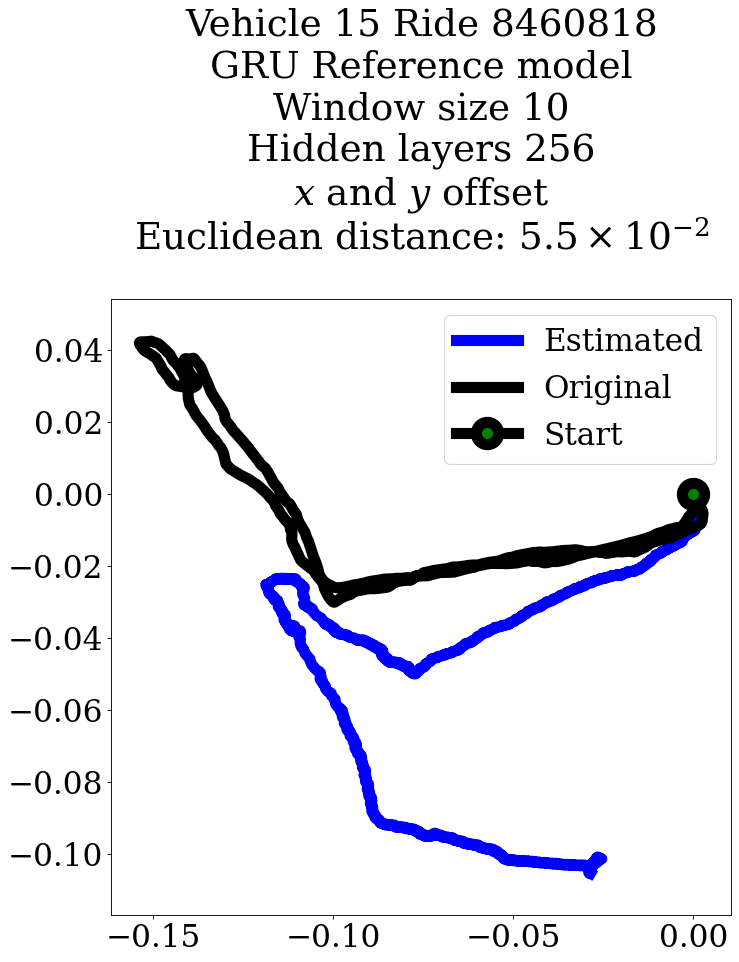 Vehicle 15 Ride 8460818
GRU Reference model
Window size 10
Hidden layers 256
x and y offset
Euclidean distance: 5.5 × 10⁻²
Estimated
Original
Start
0.04
0.02
0.00
−0.02
−0.04
−0.06
−0.08
−0.10
−0.15 −0.10 −0.05 0.00